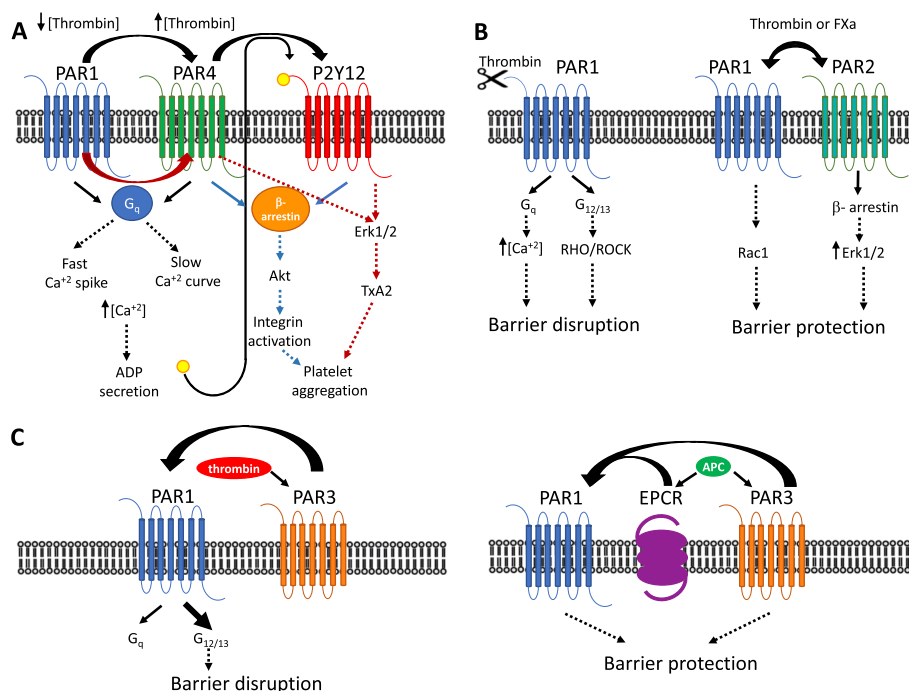 A
[Thrombin]
[Thrombin]
PAR1
PAR4
P2Y12
Gq
β-
arrestin
Erk1/2
Fast
Ca+2 spike
Slow
Ca+2 curve
Akt
TxA2
[Ca+2]
Integrin
activation
ADP
secretion
Platelet
aggregation
B
Thrombin or FXa
Thrombin
PAR1
PAR1
PAR2
Gq
G12/13
β- arrestin
[Ca+2]
RHO/ROCK
Rac1
Erk1/2
Barrier disruption
Barrier protection
C
thrombin
PAR1
PAR3
Gq
G12/13
Barrier disruption
APC
PAR1
EPCR
PAR3
Barrier protection